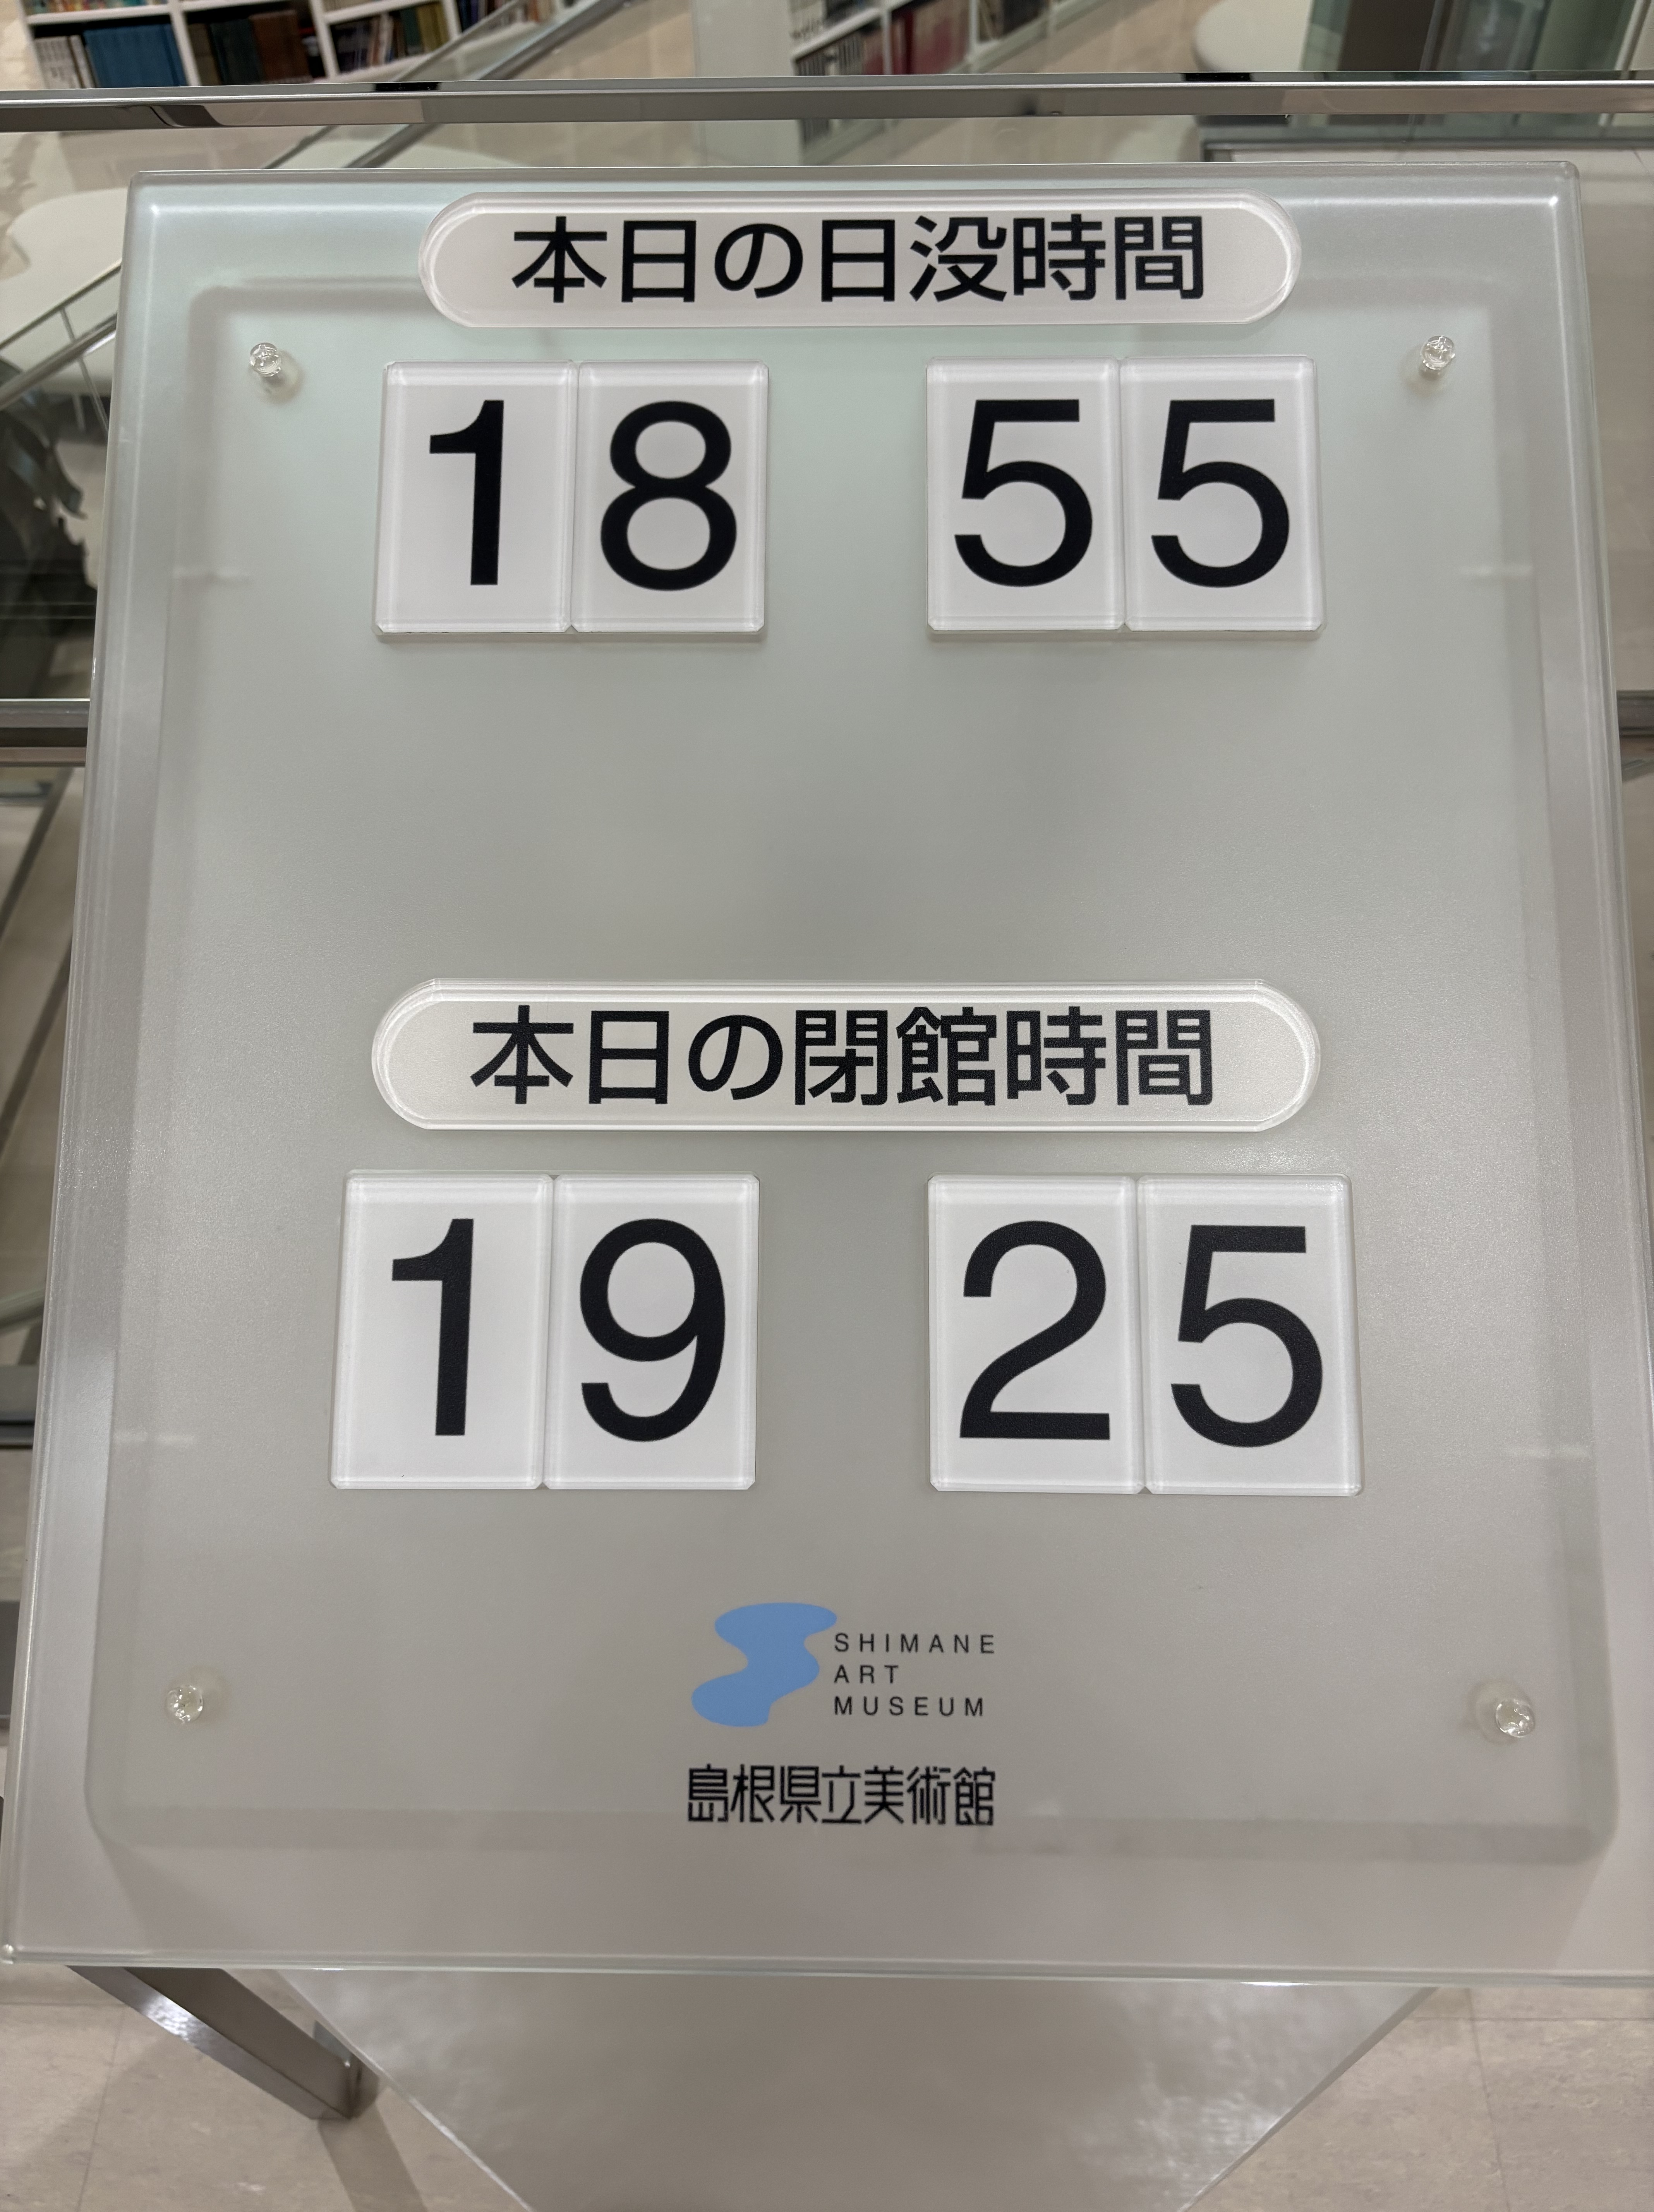 本日の日没時間
18 55
本日の閉館時間
19 25
SHIMANE
ART
MUSEUM
島根県立美術館